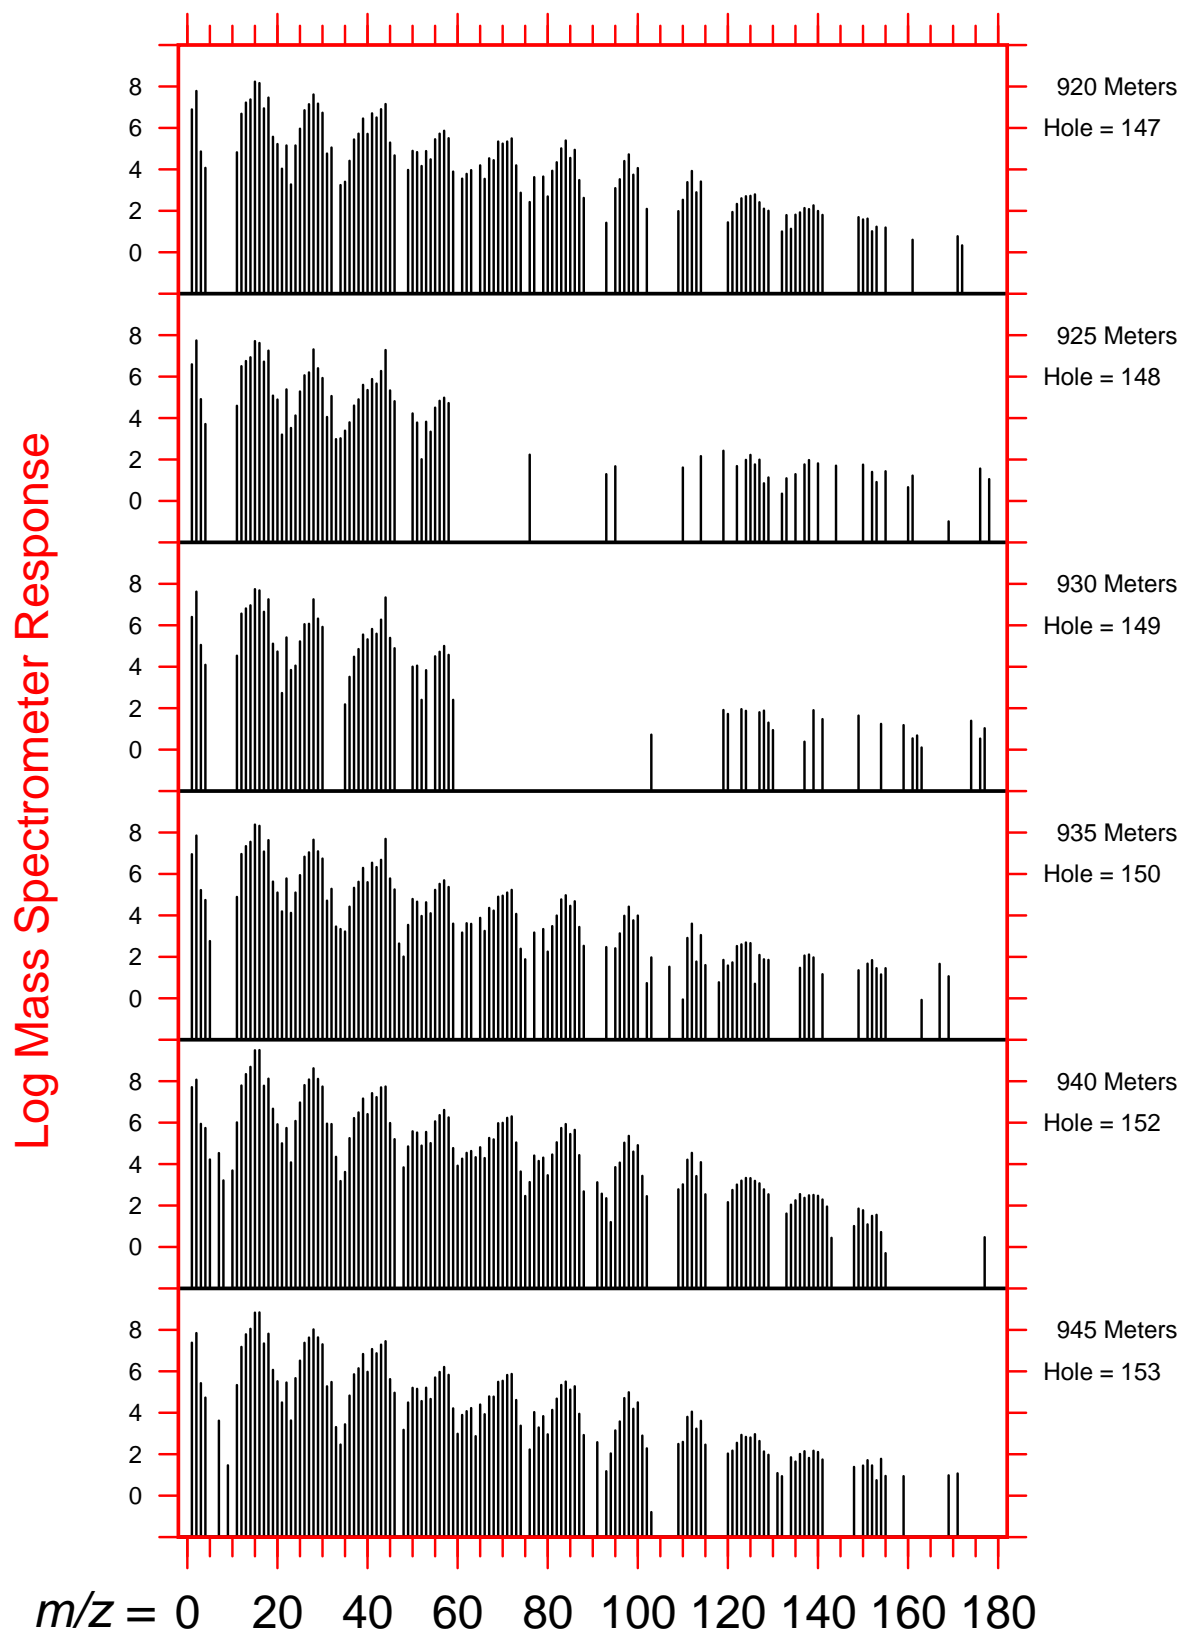 8
6
4
2
0
920 Meters
Hole = 147
8
6
4
2
0
925 Meters
Hole = 148
8
6
4
2
0
930 Meters
Hole = 149
8
6
4
2
0
935 Meters
Hole = 150
8
6
4
2
0
940 Meters
Hole = 152
8
6
4
2
0
945 Meters
Hole = 153
Log Mass Spectrometer Response
m/z = 0 20 40 60 80 100 120 140 160 180